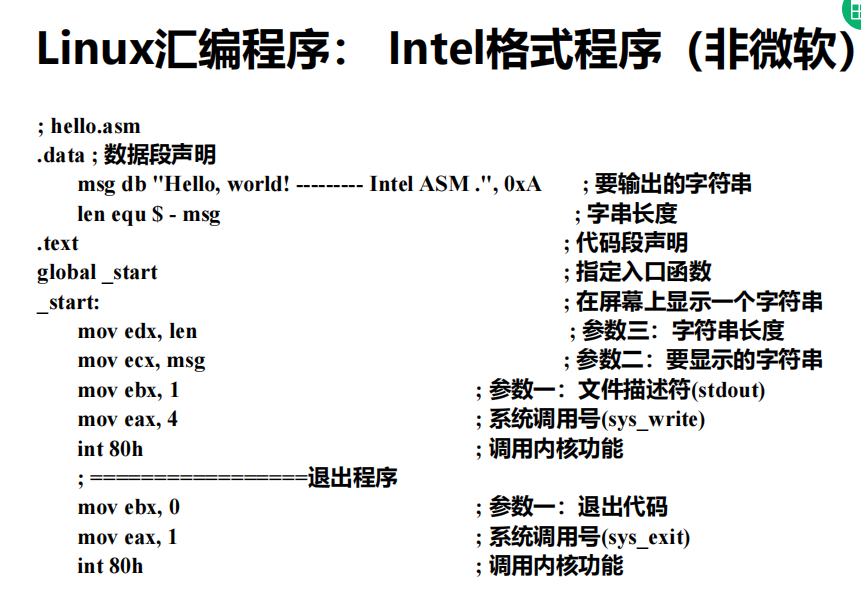 Linux汇编程序： Intel格式程序（非微软）
; hello.asm
.data ; 数据段声明
msg db "Hello, world! --------- Intel ASM .", 0xA ; 要输出的字符串
len equ $ - msg ; 字串长度
.text ; 代码段声明
global _start ; 指定入口函数
_start: ; 在屏幕上显示一个字符串
mov edx, len ; 参数三：字符串长度
mov ecx, msg ; 参数二：要显示的字符串
mov ebx, 1 ; 参数一：文件描述符(stdout)
mov eax, 4 ; 系统调用号(sys_write)
int 80h ; 调用内核功能
; =================退出程序
mov ebx, 0 ; 参数一：退出代码
mov eax, 1 ; 系统调用号(sys_exit)
int 80h ; 调用内核功能